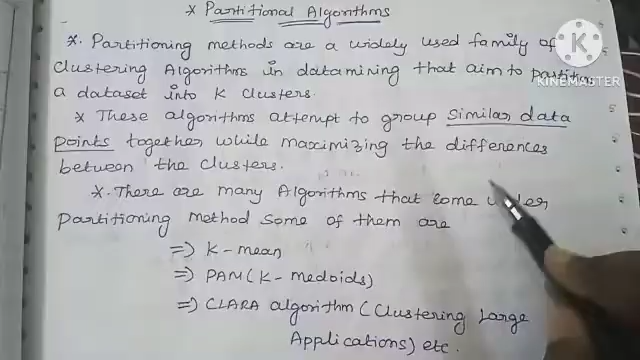 * Partitional Algorithms
*. Partitioning methods are a widely used family of
Clustering Algorithms in datamining that aim to partition
a dataset into K clusters.
* These algorithms attempt to group Similar data
points together while maximizing the differences
between the clusters.
*. There are many Algorithms that come under
partitioning method some of them are
=> K-mean
=> PAM (K-medoids)
=> CLARA algorithm (Clustering Large
Applications) etc.
K
KINEMASTER